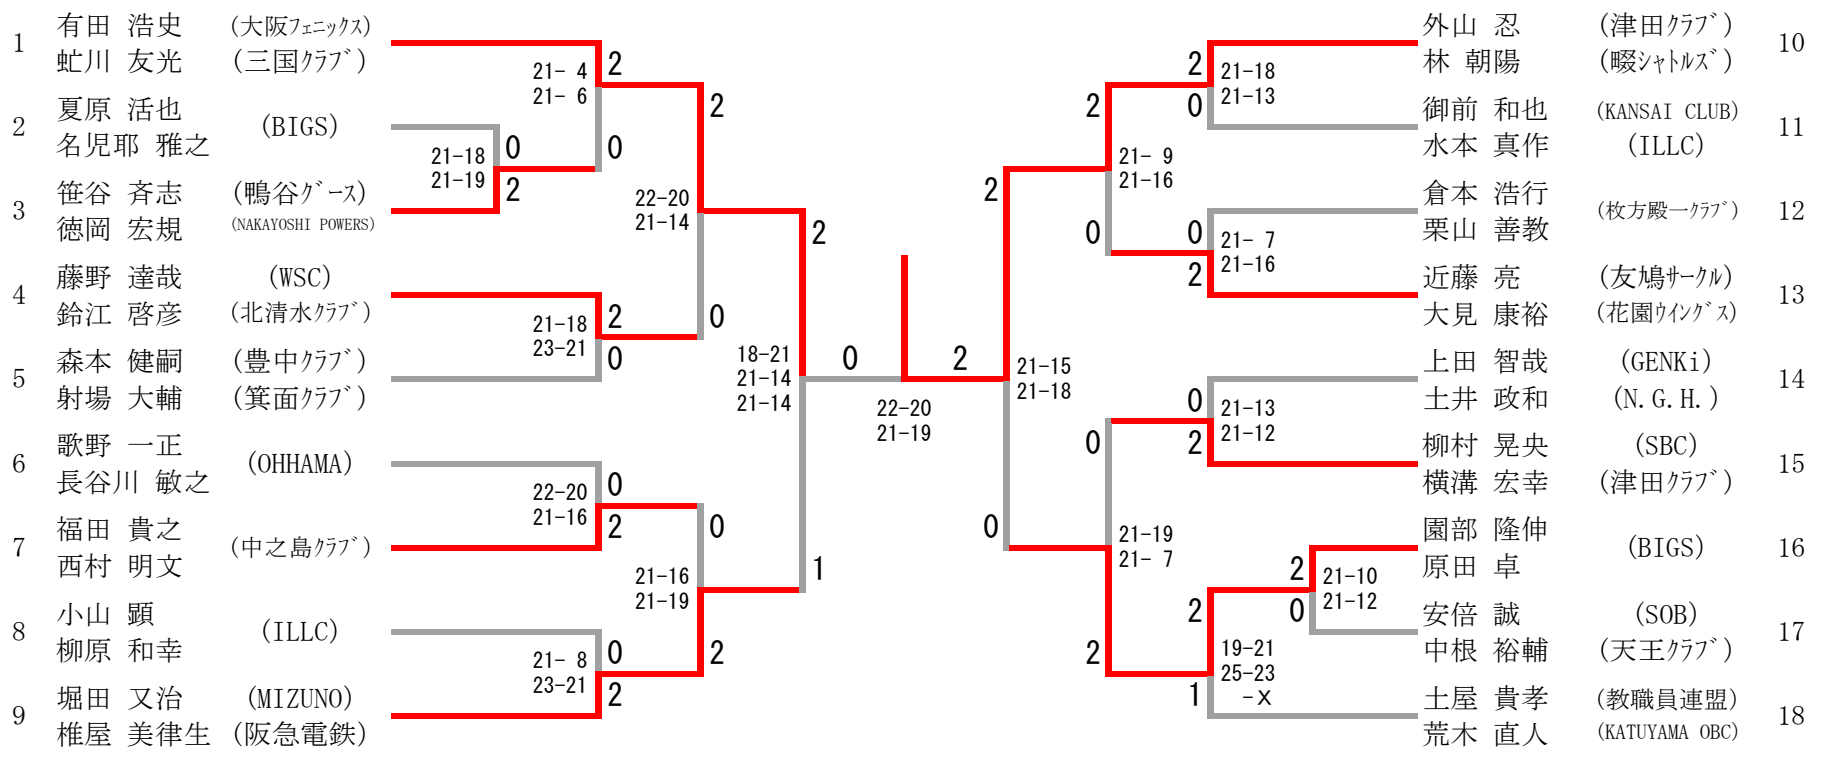 1 有田 浩史 (大阪ﾌｪﾆｯｸｽ)
虻川 友光 (三国ｸﾗﾌﾞ)
2 夏原 活也 (BIGS)
名児耶 雅之
3 笹谷 斉志 (鴨谷ｸﾞｰｽ)
徳岡 宏規 (NAKAYOSHI POWERS)
4 藤野 達哉 (WSC)
鈴江 啓彦 (北清水ｸﾗﾌﾞ)
5 森本 健嗣 (豊中ｸﾗﾌﾞ)
射場 大輔 (箕面ｸﾗﾌﾞ)
6 歌野 一正 (OHHAMA)
長谷川 敏之
7 福田 貴之 (中之島ｸﾗﾌﾞ)
西村 明文
8 小山 顕 (ILLC)
柳原 和幸
9 堀田 又治 (MIZUNO)
椎屋 美律生 (阪急電鉄)
21- 4 2
21- 6
0
21-18 0
21-19 2
21-18 2
23-21 0
22-20 0
21-16 2
21- 8 0
23-21 2
2
22-20
21-14
0
0
21-16
21-19
2
2
18-21
21-14
21-14
1
0 2
22-20
21-19
2
21-15
21-18
0
2
21- 9
21-16
0
0
21-19
21- 7
2
2 21-18
0 21-13
0 21- 7
2 21-16
0 21-13
2 21-12
2 21-10
0 21-12
2
19-21
25-23
1 -X
外山 忍 (津田ｸﾗﾌﾞ) 10
林 朝陽 (畷ｼｬﾄﾙｽﾞ)
御前 和也 (KANSAI CLUB) 11
水本 真作 (ILLC)
倉本 浩行 (枚方殿一ｸﾗﾌﾞ) 12
栗山 善教
近藤 亮 (友鳩ｻｰｸﾙ) 13
大見 康裕 (花園ｳｲﾝｸﾞｽ)
上田 智哉 (GENKi) 14
土井 政和 (N.G.H.)
柳村 晃央 (SBC) 15
横溝 宏幸 (津田ｸﾗﾌﾞ)
園部 隆伸 (BIGS) 16
原田 卓
安倍 誠 (SOB) 17
中根 裕輔 (天王ｸﾗﾌﾞ)
土屋 貴孝 (教職員連盟) 18
荒木 直人 (KATUYAMA OBC)